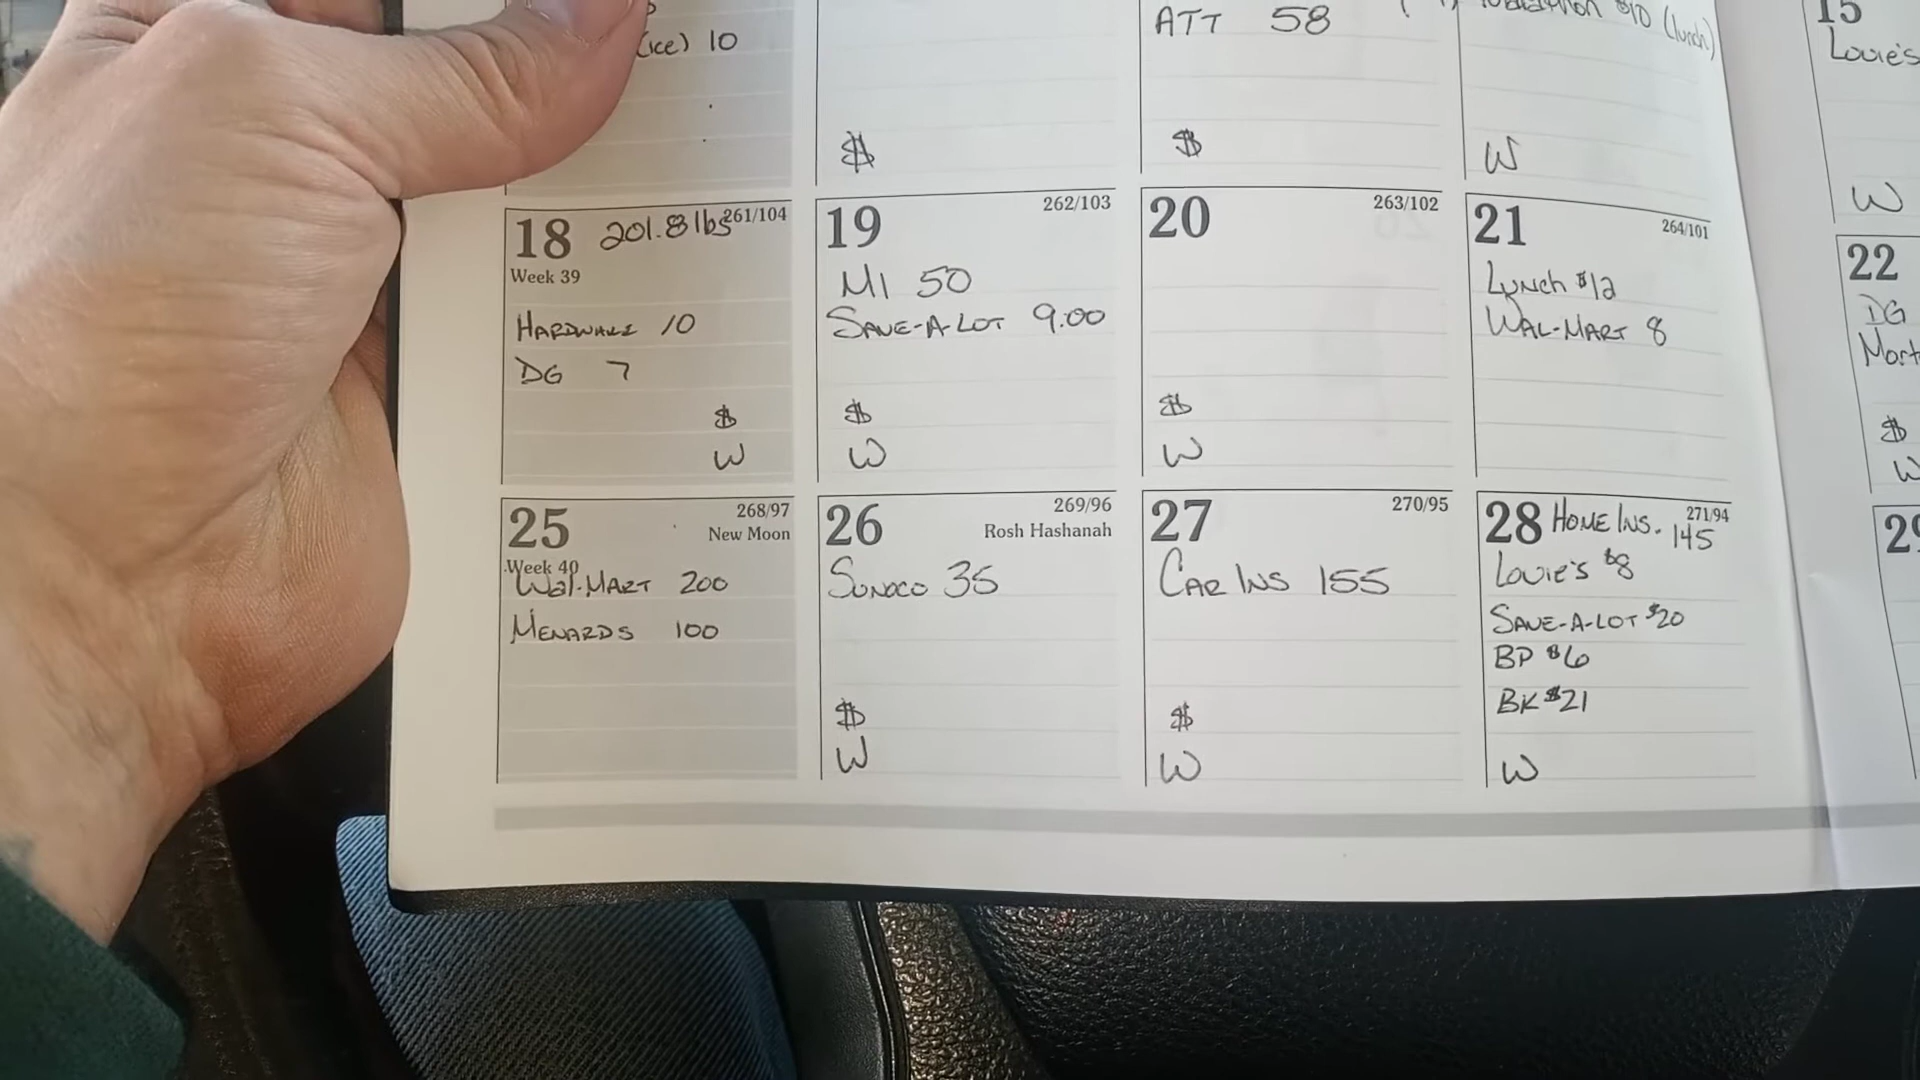 (ice) 10
$
ATT 58
$
$10 (lunch)
W
15
Louie's
W
18 201.8 lbs 261/104
Week 39
HARDWARE 10
DG 7
$
W
19 262/103
MI 50
SAVE-A-LOT 9.00
$
W
20 263/102
$
W
21 264/101
LUNCH $12
WAL-MART 8
22
DG
$
W
25 268/97
New Moon
Week 40
WAL-MART 200
MENARDS 100
26 269/96
Rosh Hashanah
SUNOCO 35
$
W
27 270/95
CAR INS 155
$
W
28 HOME INS. 271/94
145
LOUIE'S $8
SAVE-A-LOT $20
BP $6
BK $21
W
29